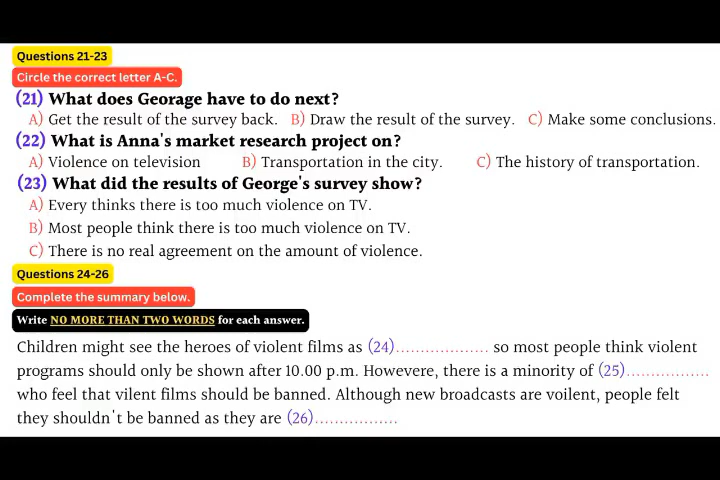 Questions 21-23
Circle the correct letter A-C.
(21) What does Georage have to do next?
A) Get the result of the survey back. B) Draw the result of the survey. C) Make some conclusions.
(22) What is Anna's market research project on?
A) Violence on television B) Transportation in the city. C) The history of transportation.
(23) What did the results of George's survey show?
A) Every thinks there is too much violence on TV.
B) Most people think there is too much violence on TV.
C) There is no real agreement on the amount of violence.
Questions 24-26
Complete the summary below.
Write NO MORE THAN TWO WORDS for each answer.
Children might see the heroes of violent films as (24).................. so most people think violent
programs should only be shown after 10.00 p.m. Howevere, there is a minority of (25)................
who feel that vilent films should be banned. Although new broadcasts are voilent, people felt
they shouldn't be banned as they are (26)................